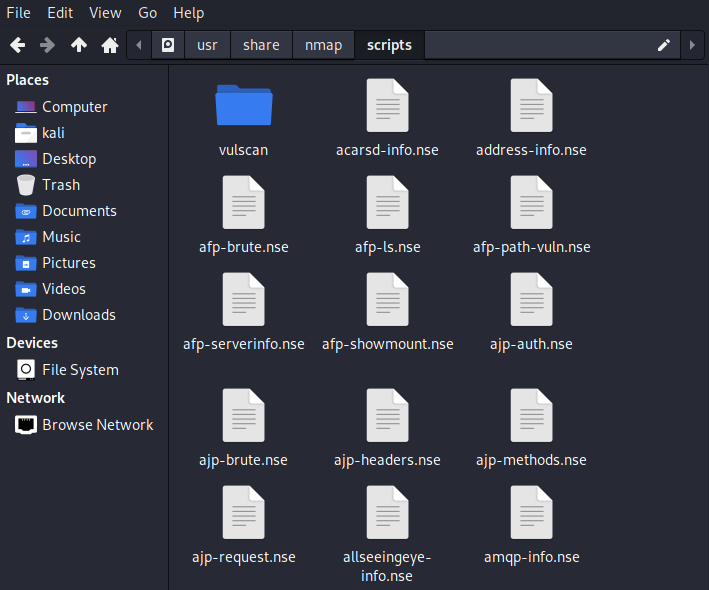 File Edit View Go Help
usr share nmap scripts
Places
Computer
kali
Desktop
Trash
Documents
Music
Pictures
Videos
Downloads
Devices
File System
Network
Browse Network
vulscan acarsd-info.nse address-info.nse
afp-brute.nse afp-ls.nse afp-path-vuln.nse
afp-serverinfo.nse afp-showmount.nse ajp-auth.nse
ajp-brute.nse ajp-headers.nse ajp-methods.nse
ajp-request.nse allseeingeye- amqp-info.nse
info.nse